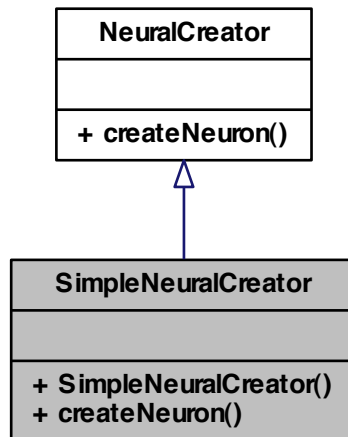 NeuralCreator
+ createNeuron()
SimpleNeuralCreator
+ SimpleNeuralCreator()
+ createNeuron()